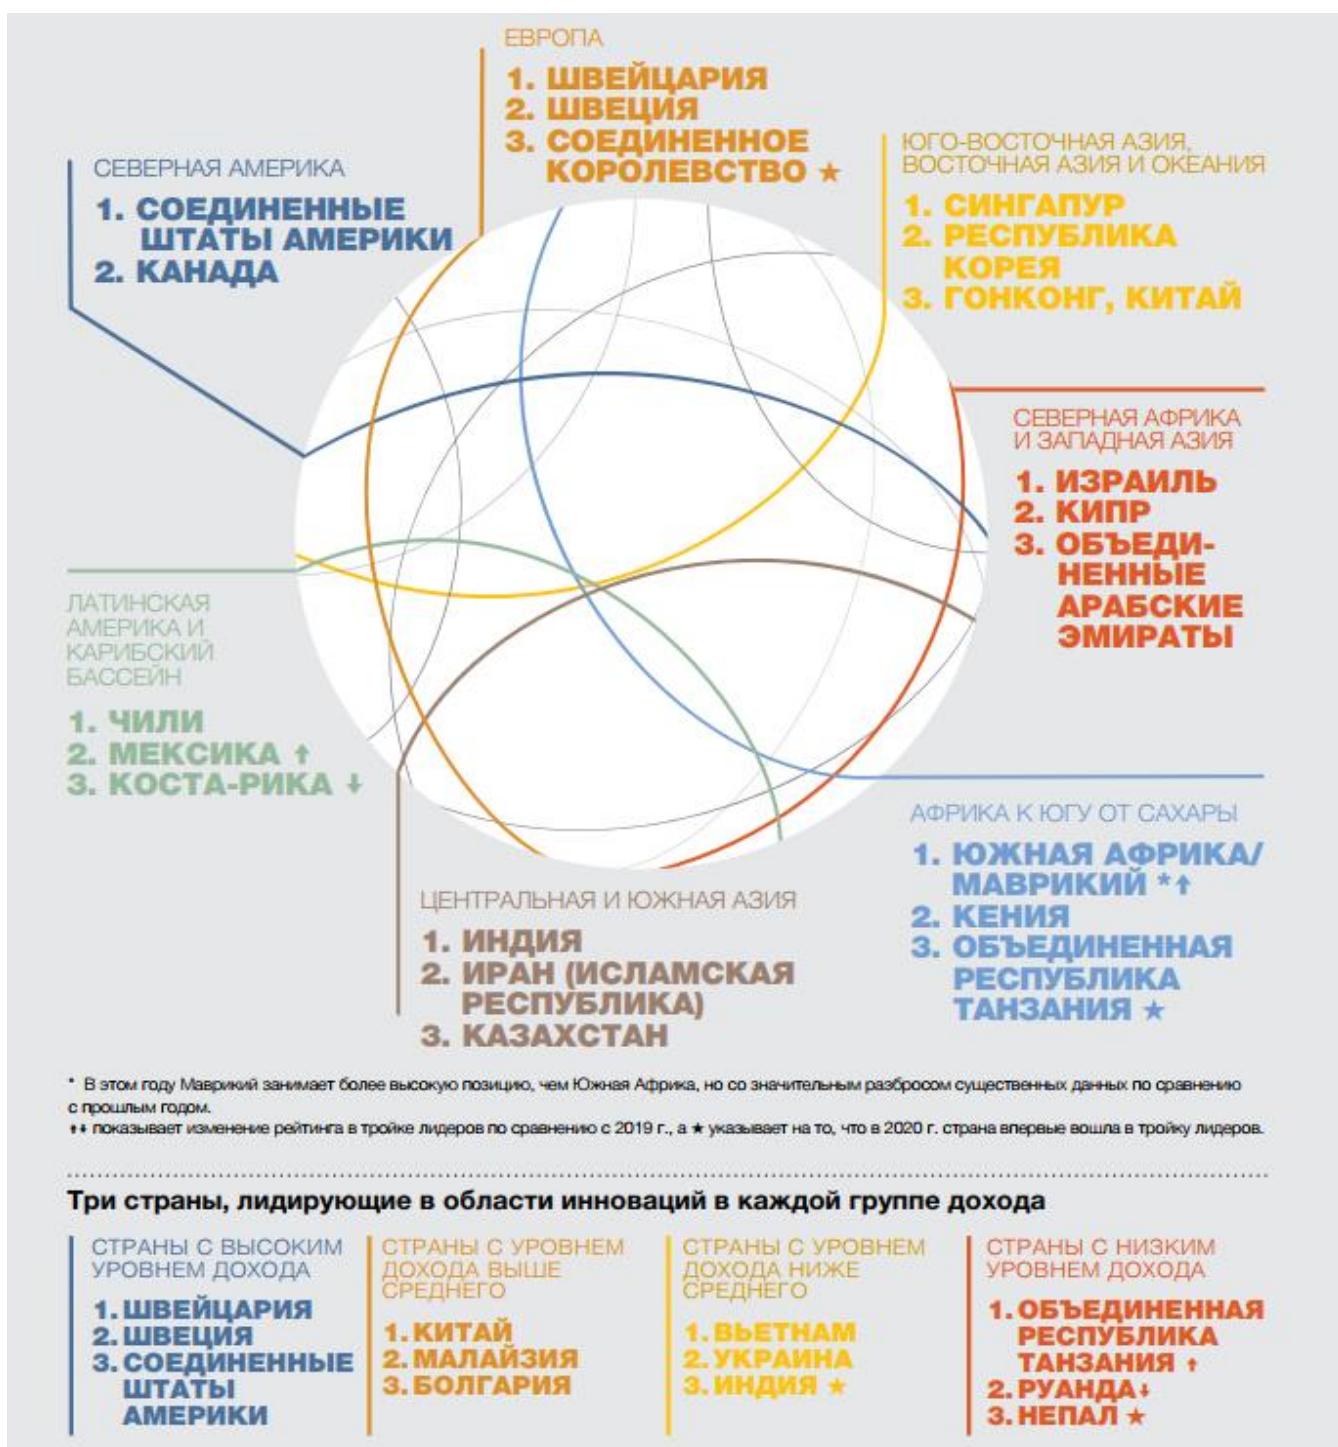 ЕВРОПА
1. ШВЕЙЦАРИЯ
2. ШВЕЦИЯ
3. СОЕДИНЕННОЕ
КОРОЛЕВСТВО ★
СЕВЕРНАЯ АМЕРИКА
1. СОЕДИНЕННЫЕ
ШТАТЫ АМЕРИКИ
2. КАНАДА
ЮГО-ВОСТОЧНАЯ АЗИЯ,
ВОСТОЧНАЯ АЗИЯ И ОКЕАНИЯ
1. СИНГАПУР
2. РЕСПУБЛИКА
КОРЕЯ
3. ГОНКОНГ, КИТАЙ
СЕВЕРНАЯ АФРИКА
И ЗАПАДНАЯ АЗИЯ
1. ИЗРАИЛЬ
2. КИПР
3. ОБЪЕДИ-
НЕННЫЕ
АРАБСКИЕ
ЭМИРАТЫ
ЛАТИНСКАЯ
АМЕРИКА И
КАРИБСКИЙ
БАССЕЙН
1. ЧИЛИ
2. МЕКСИКА ↑
3. КОСТА-РИКА ↓
АФРИКА К ЮГУ ОТ САХАРЫ
1. ЮЖНАЯ АФРИКА/
МАВРИКИЙ *↑
2. КЕНИЯ
3. ОБЪЕДИНЕННАЯ
РЕСПУБЛИКА
ТАНЗАНИЯ ★
ЦЕНТРАЛЬНАЯ И ЮЖНАЯ АЗИЯ
1. ИНДИЯ
2. ИРАН (ИСЛАМСКАЯ
РЕСПУБЛИКА)
3. КАЗАХСТАН
* В этом году Маврикий занимает более высокую позицию, чем Южная Африка, но со значительным разбросом существенных данных по сравнению
с прошлым годом.
↑↓ показывает изменение рейтинга в тройке лидеров по сравнению с 2019 г., а ★ указывает на то, что в 2020 г. страна впервые вошла в тройку лидеров.
Три страны, лидирующие в области инноваций в каждой группе дохода
СТРАНЫ С ВЫСОКИМ
УРОВНЕМ ДОХОДА
1. ШВЕЙЦАРИЯ
2. ШВЕЦИЯ
3. СОЕДИНЕННЫЕ
ШТАТЫ
АМЕРИКИ
СТРАНЫ С УРОВНЕМ
ДОХОДА ВЫШЕ
СРЕДНЕГО
1. КИТАЙ
2. МАЛАЙЗИЯ
3. БОЛГАРИЯ
СТРАНЫ С УРОВНЕМ
ДОХОДА НИЖЕ
СРЕДНЕГО
1. ВЬЕТНАМ
2. УКРАИНА
3. ИНДИЯ ★
СТРАНЫ С НИЗКИМ
УРОВНЕМ ДОХОДА
1. ОБЪЕДИНЕННАЯ
РЕСПУБЛИКА
ТАНЗАНИЯ ↑
2. РУАНДА↓
3. НЕПАЛ ★